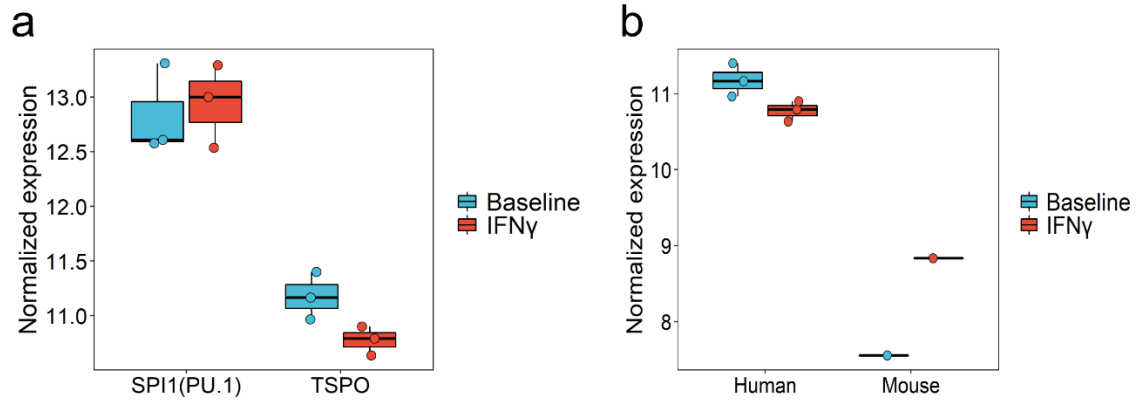 a
Normalized expression
13.0
12.5
12.0
11.5
11.0
SPI1(PU.1)
TSPO
Baseline
IFNγ
b
Normalized expression
11
10
9
8
Human
Mouse
Baseline
IFNγ